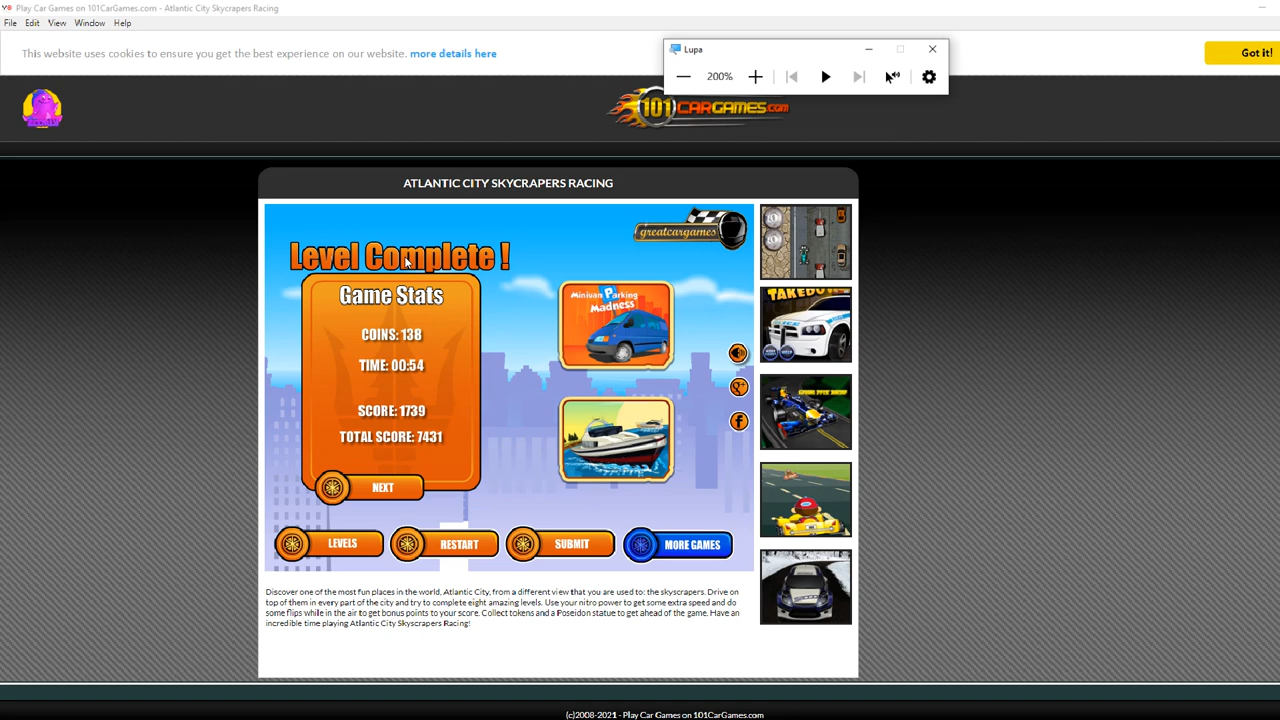 Play Car Games on 101CarGames.com - Atlantic City Skycrapers Racing
File Edit View Window Help
This website uses cookies to ensure you get the best experience on our website. more details here
Got it!
Lupa
200%
101CARGAMES.COM
ATLANTIC CITY SKYCRAPERS RACING
greatcargames
Level Complete !
Game Stats
COINS: 138
TIME: 00:54
SCORE: 1739
TOTAL SCORE: 7431
NEXT
Minivan Parking
Madness
LEVELS
RESTART
SUBMIT
MORE GAMES
TAKEDOWN
Discover one of the most fun places in the world, Atlantic City, from a different view that you are used to: the skyscrapers. Drive on
top of them in every part of the city and try to complete eight amazing levels. Use your nitro power to get some extra speed and do
some flips while in the air to get bonus points to your score. Collect tokens and a Poseidon statue to get ahead of the game. Have an
incredible time playing Atlantic City Skycrapers Racing!
(c)2008-2021 - Play Car Games on 101CarGames.com